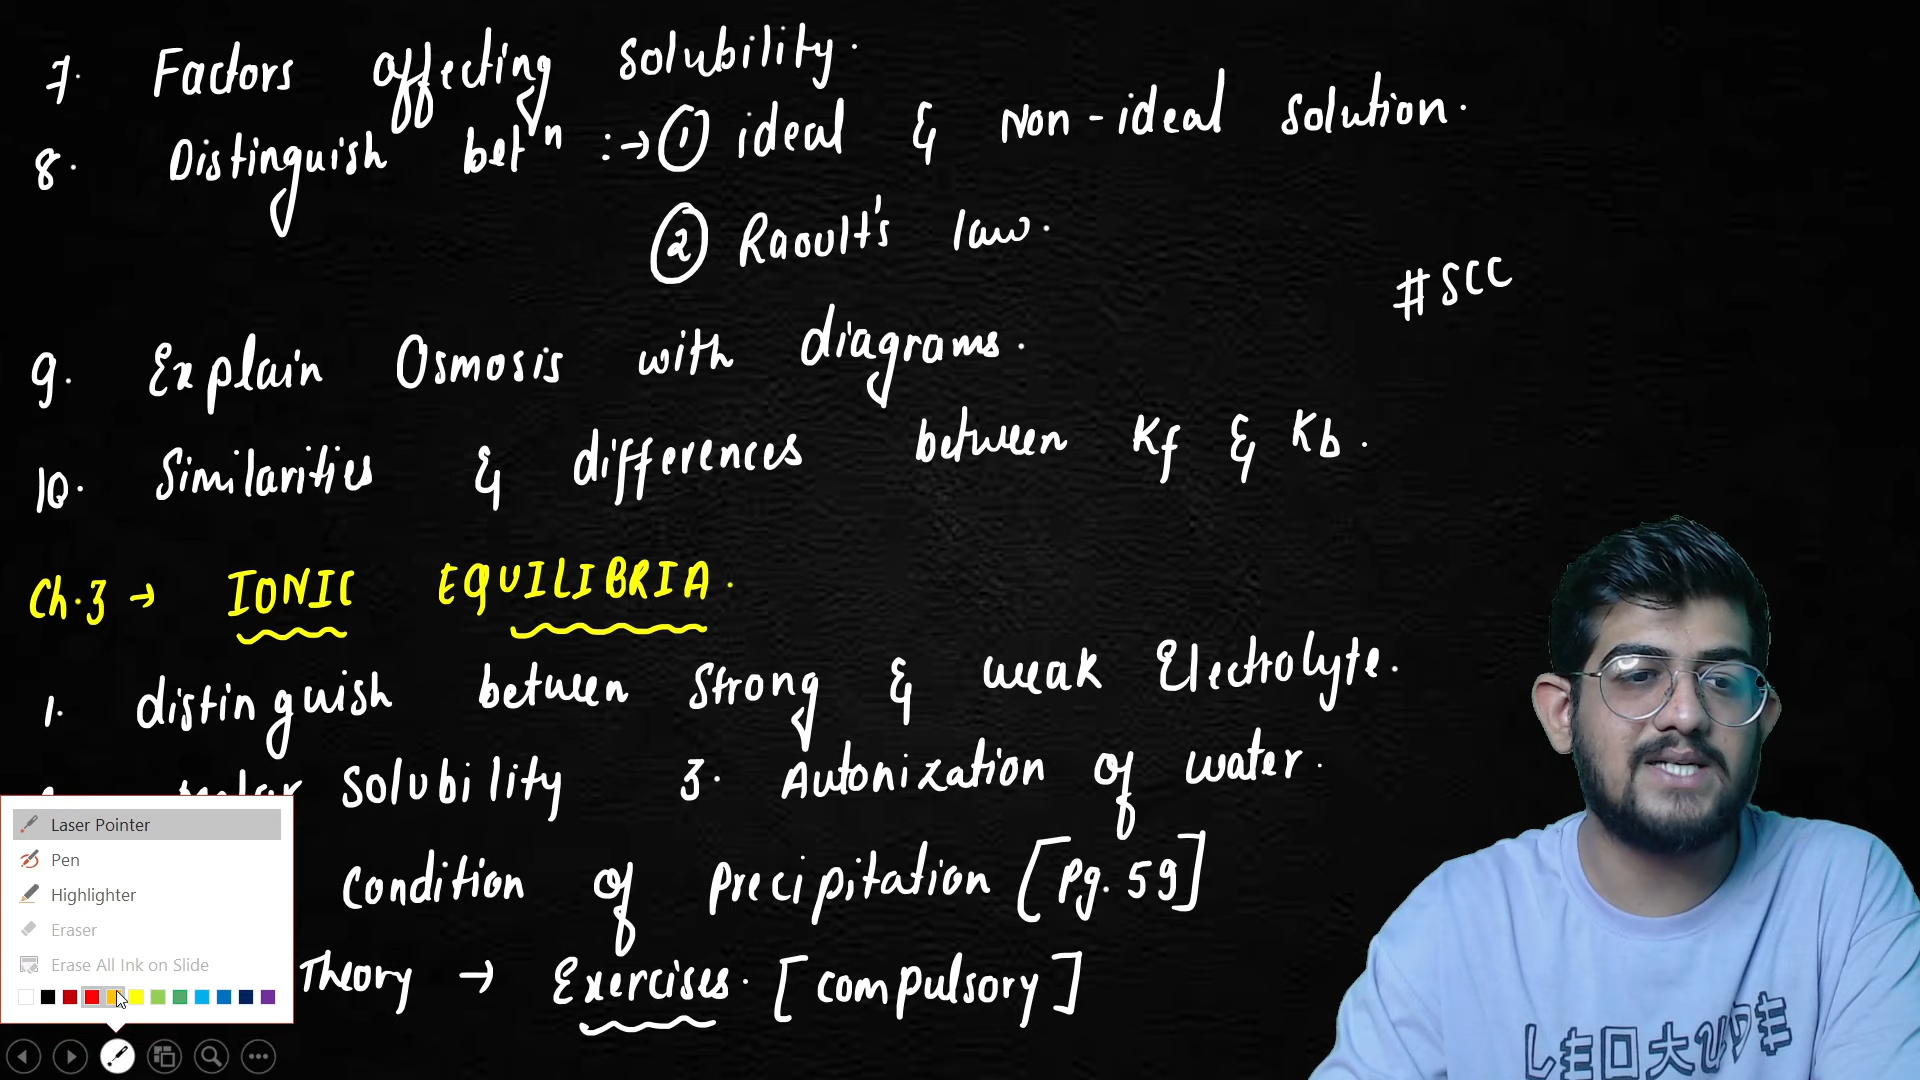 7. Factors affecting solubility.
8. Distinguish betⁿ :→ ① ideal & Non-ideal solution.
② Raoult's law.
#SCC
9. Explain Osmosis with diagrams.
10. Similarities & differences between Kf & Kb.
Ch.3 → IONIC EQUILIBRIA.
1. distinguish between Strong & weak Electrolyte.
molar solubility 3. Autonization of water.
condition of precipitation [Pg. 59]
Theory → Exercises. [compulsory]
Laser Pointer
Pen
Highlighter
Eraser
Erase All Ink on Slide